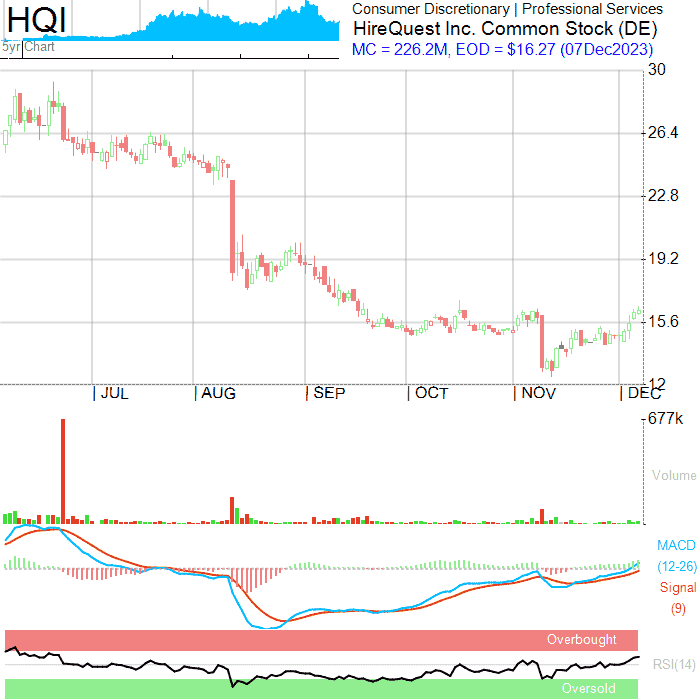 HQI
5yr Chart
Consumer Discretionary | Professional Services
HireQuest Inc. Common Stock (DE)
MC = 226.2M, EOD = $16.27 (07Dec2023)
30
26.4
22.8
19.2
15.6
12
JUL
AUG
SEP
OCT
NOV
DEC
677k
Volume
MACD
(12-26)
Signal
(9)
Overbought
RSI(14)
Oversold